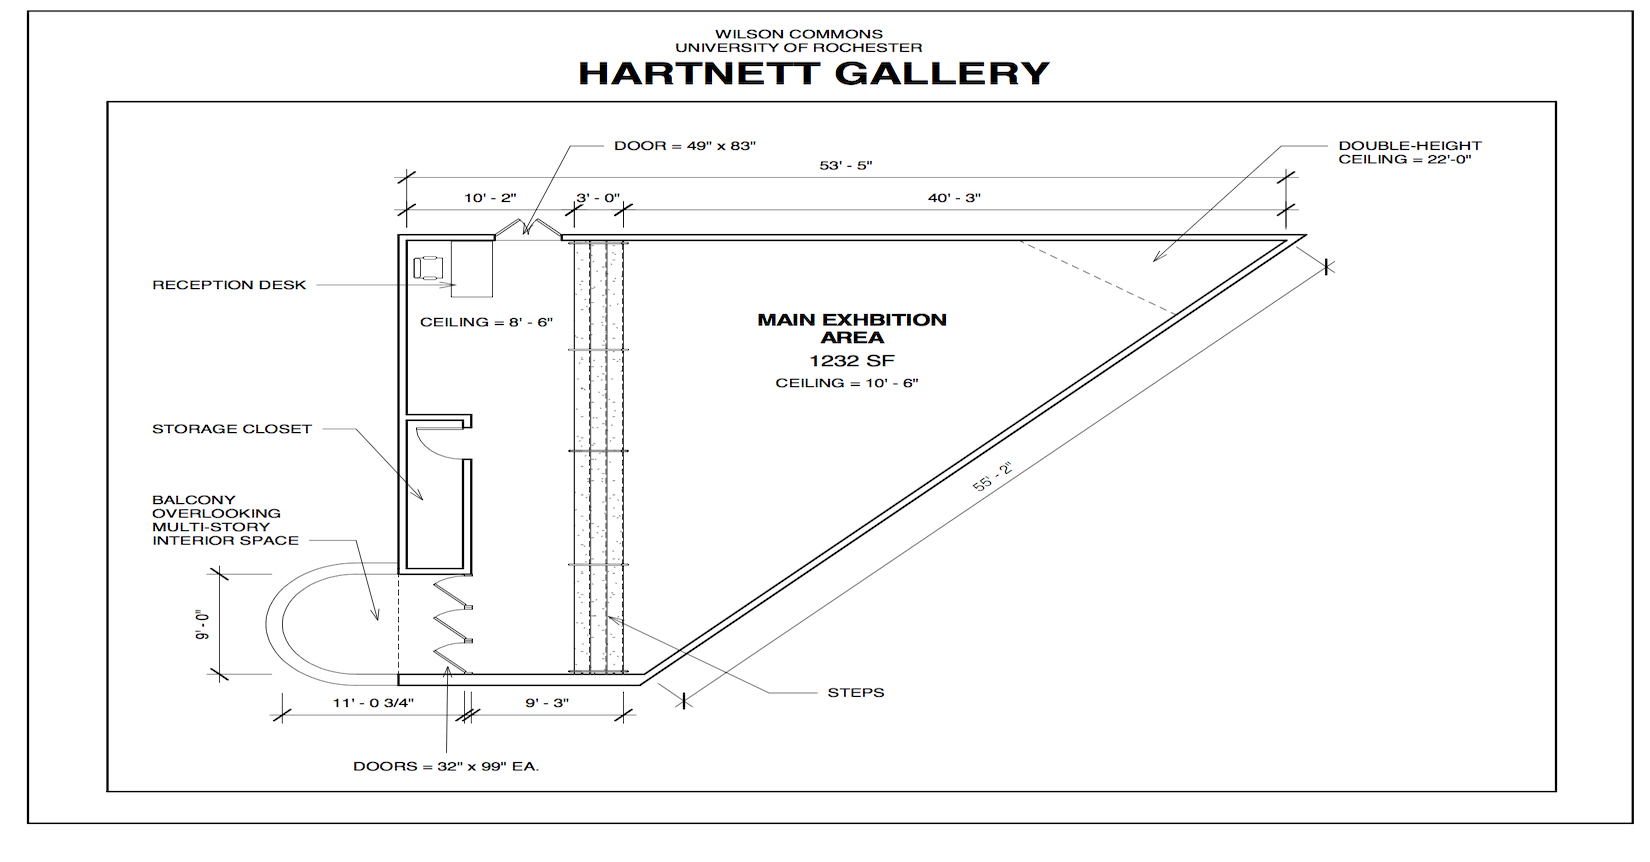 WILSON COMMONS
UNIVERSITY OF ROCHESTER
HARTNETT GALLERY
DOOR = 49" x 83"
DOUBLE-HEIGHT
CEILING = 22'-0"
53' - 5"
10' - 2"
3' - 0"
40' - 3"
RECEPTION DESK
CEILING = 8' - 6"
MAIN EXHBITION
AREA
1232 SF
CEILING = 10' - 6"
STORAGE CLOSET
55' - 2"
BALCONY
OVERLOOKING
MULTI-STORY
INTERIOR SPACE
9' - 0"
STEPS
11' - 0 3/4"
9' - 3"
DOORS = 32" x 99" EA.